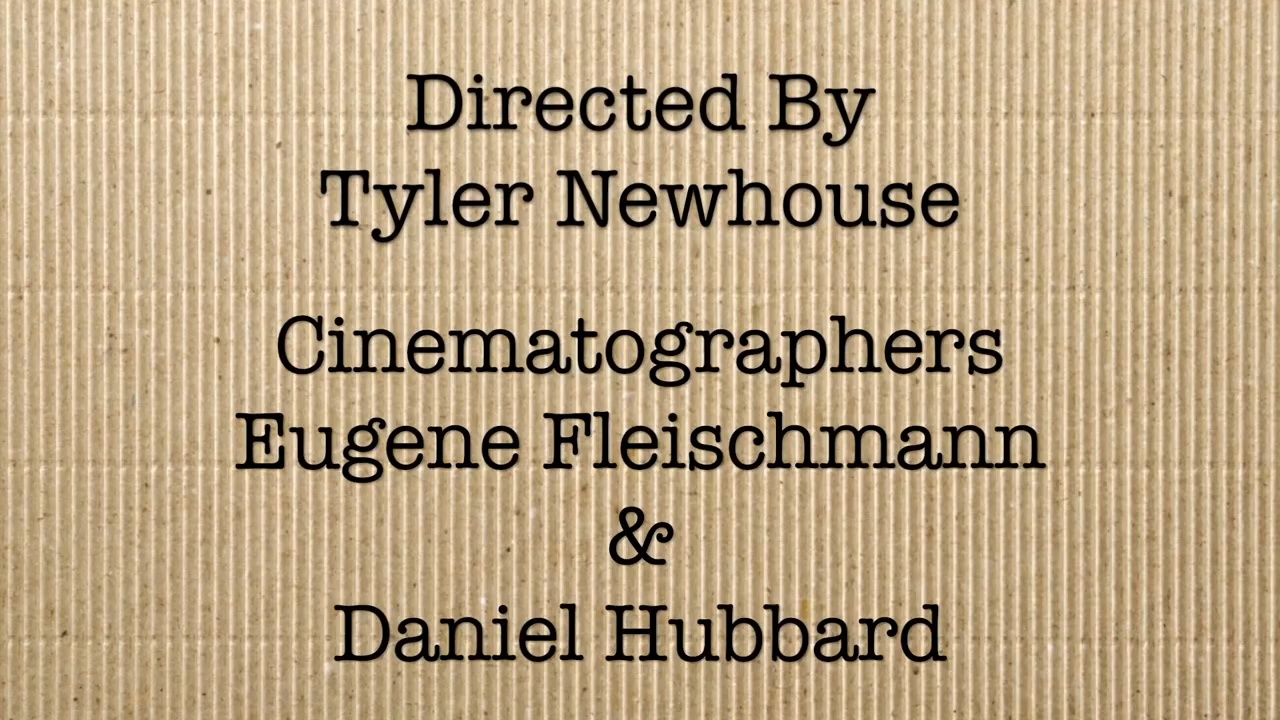 Directed By
Tyler Newhouse
Cinematographers
Eugene Fleischmann
&
Daniel Hubbard